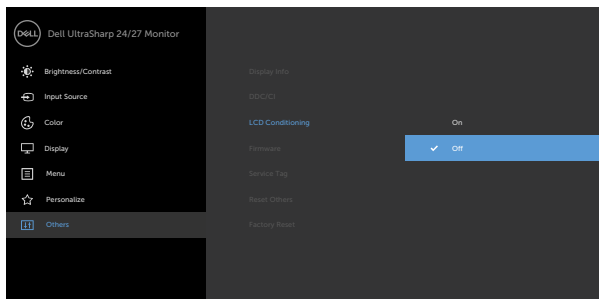 DELL
Dell UltraSharp 24/27 Monitor
Brightness/Contrast
Display Info
Input Source
DDC/CI
Color
LCD Conditioning
On
Display
Firmware
Off
Menu
Service Tag
Personalize
Reset Others
Others
Factory Reset